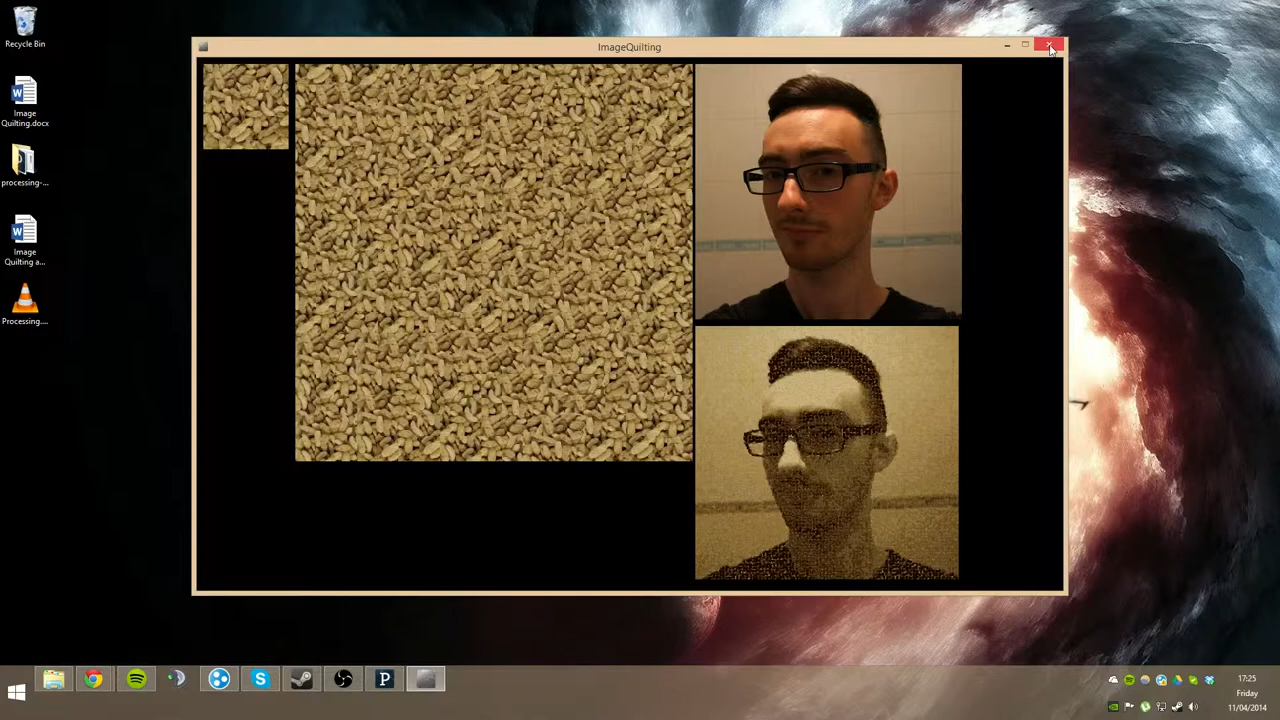 ImageQuilting
Recycle Bin
Image
Quilting.docx
processing-...
Image
Quilting a...
Processing....
P
17:25
Friday
11/04/2014